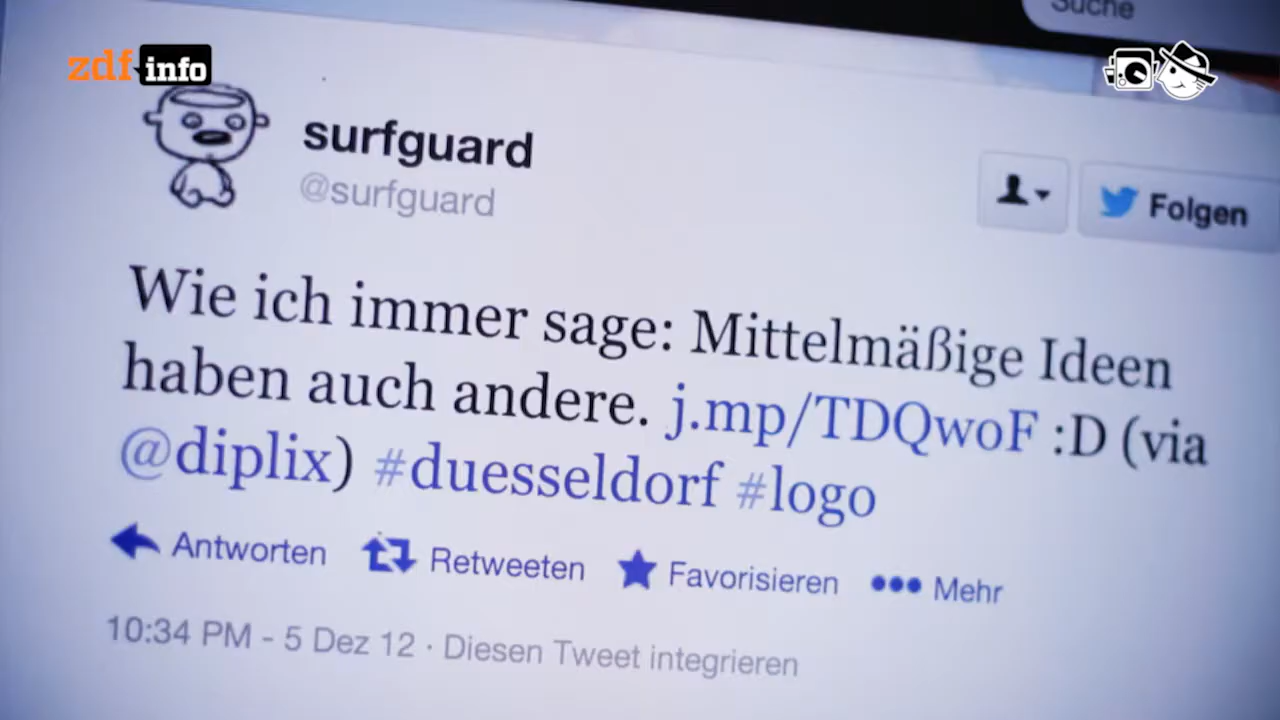 Suche
zdf info
surfguard
@surfguard
Folgen
Wie ich immer sage: Mittelmäßige Ideen
haben auch andere. j.mp/TDQwoF :D (via
@diplix) #duesseldorf #logo
Antworten Retweeten Favorisieren Mehr
10:34 PM - 5 Dez 12 · Diesen Tweet integrieren